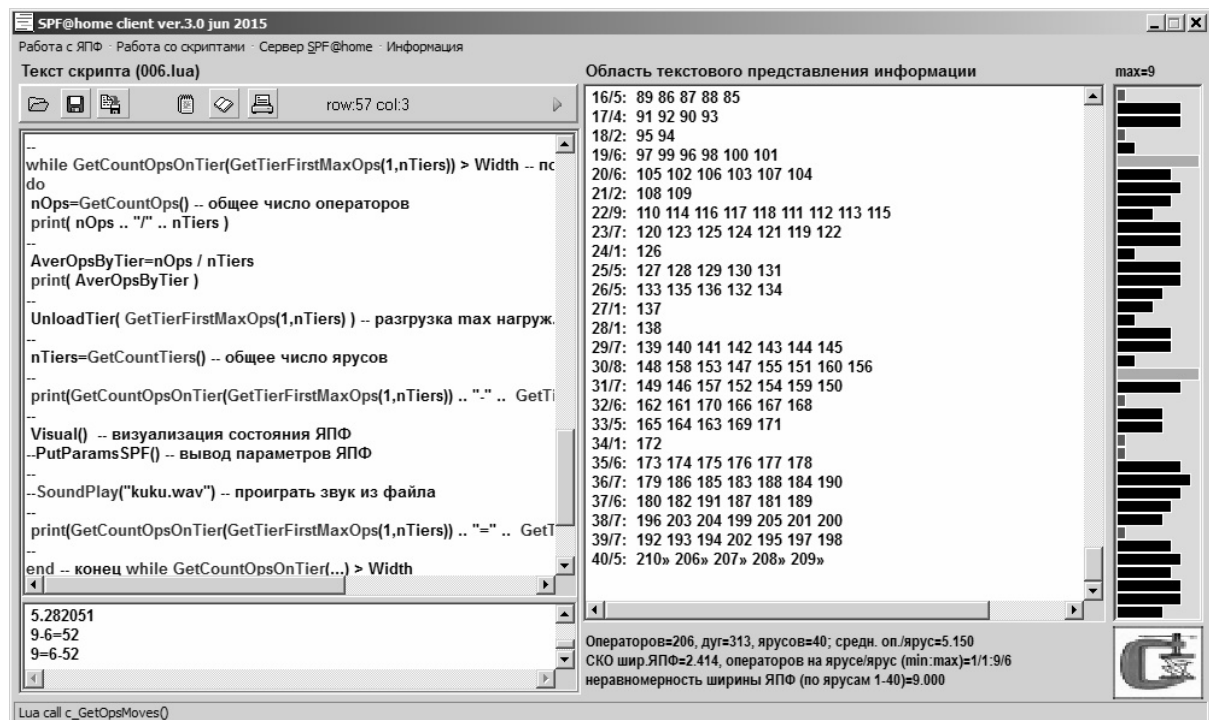 SPF@home client ver.3.0 jun 2015
Работа с ЯПФ · Работа со скриптами · Сервер SPF@home · Информация
Текст скрипта (006.lua)
row:57 col:3
--
while GetCountOpsOnTier(GetTierFirstMaxOps(1,nTiers)) > Width -- по
do
nOps=GetCountOps() -- общее число операторов
print( nOps .. "/" .. nTiers )
--
AverOpsByTier=nOps / nTiers
print( AverOpsByTier )
--
UnloadTier( GetTierFirstMaxOps(1,nTiers) ) -- разгрузка max нагруж.
--
nTiers=GetCountTiers() -- общее число ярусов
--
print(GetCountOpsOnTier(GetTierFirstMaxOps(1,nTiers)) .. "-" .. GetTi
--
Visual() -- визуализация состояния ЯПФ
--PutParamsSPF() -- вывод параметров ЯПФ
--
--SoundPlay("kuku.wav") -- проиграть звук из файла
--
print(GetCountOpsOnTier(GetTierFirstMaxOps(1,nTiers)) .. "=" .. GetT
--
end -- конец while GetCountOpsOnTier(...) > Width
5.282051
9-6=52
9=6-52
Область текстового представления информации
16/5: 89 86 87 88 85
17/4: 91 92 90 93
18/2: 95 94
19/6: 97 99 96 98 100 101
20/6: 105 102 106 103 107 104
21/2: 108 109
22/9: 110 114 116 117 118 111 112 113 115
23/7: 120 123 125 124 121 119 122
24/1: 126
25/5: 127 128 129 130 131
26/5: 133 135 136 132 134
27/1: 137
28/1: 138
29/7: 139 140 141 142 143 144 145
30/8: 148 158 153 147 155 151 160 156
31/7: 149 146 157 152 154 159 150
32/6: 162 161 170 166 167 168
33/5: 165 164 163 169 171
34/1: 172
35/6: 173 174 175 176 177 178
36/7: 179 186 185 183 188 184 190
37/6: 180 182 191 187 181 189
38/7: 196 203 204 199 205 201 200
39/7: 192 193 194 202 195 197 198
40/5: 210» 206» 207» 208» 209»
Операторов=206, дуг=313, ярусов=40; средн. оп./ярус=5.150
СКО шир.ЯПФ=2.414, операторов на ярусе/ярус (min:max)=1/1:9/6
неравномерность ширины ЯПФ (по ярусам 1-40)=9.000
max=9
Lua call c_GetOpsMoves()